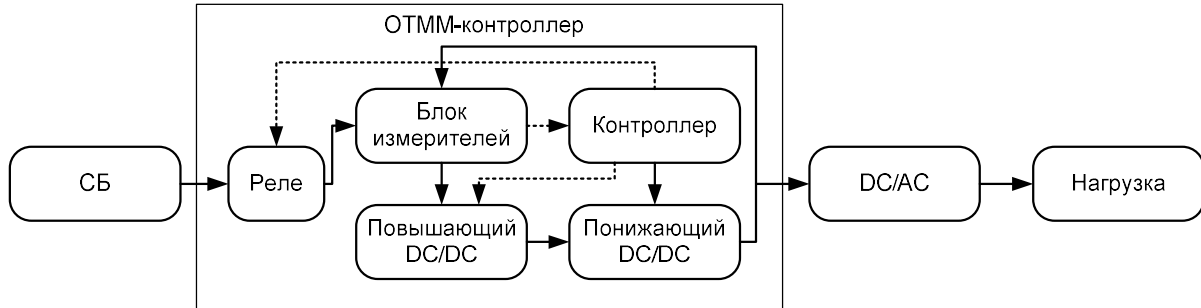 ОТММ-контроллер
Блок
измерителей
Контроллер
СБ
Реле
DC/AC
Нагрузка
Повышающий
DC/DC
Понижающий
DC/DC